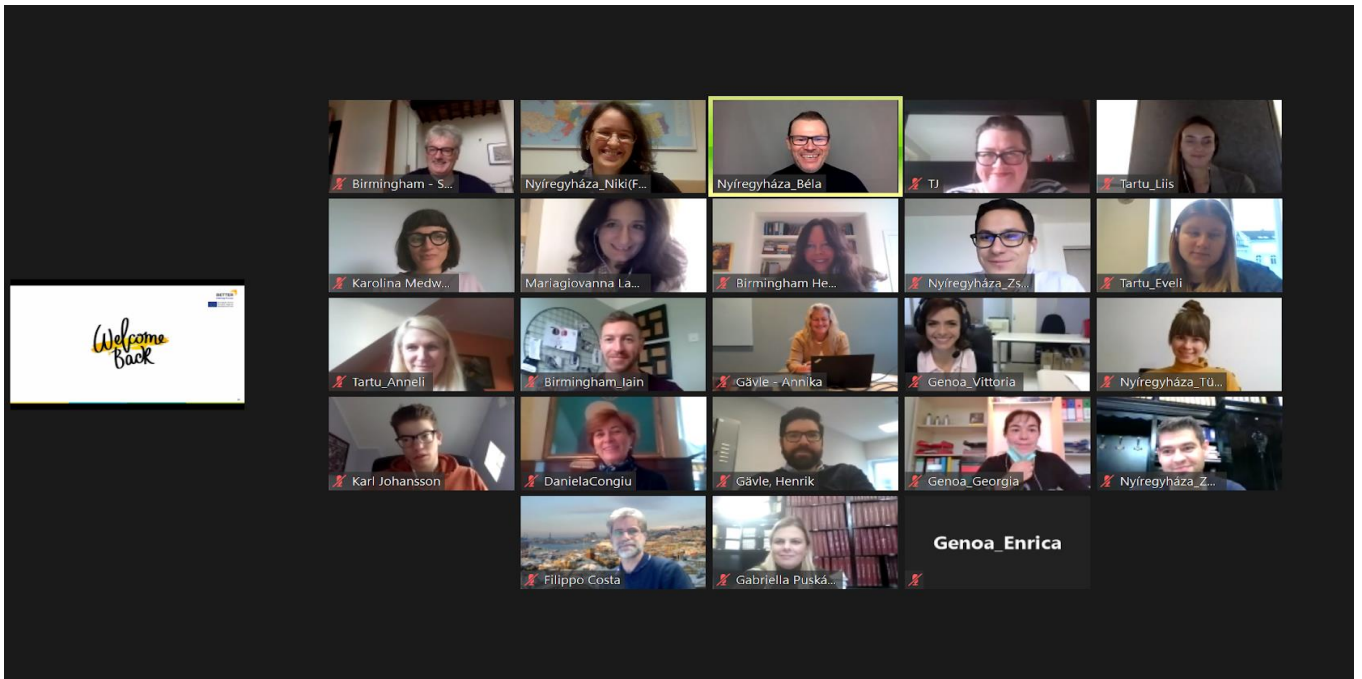 BETTER
Welcome
Back
Birmingham - S...
Nyíregyháza_Niki(F...
Nyíregyháza_Béla
TJ
Tartu_Liis
Karolina Medw...
Mariagiovanna La...
Birmingham He...
Nyíregyháza_Zs...
Tartu_Eveli
Tartu_Anneli
Birmingham_Iain
Gävle - Annika
Genoa_Vittoria
Nyíregyháza_Tü...
Karl Johansson
DanielaCongiu
Gävle, Henrik
Genoa_Georgia
Nyíregyháza_Z...
Filippo Costa
Gabriella Puská...
Genoa_Enrica